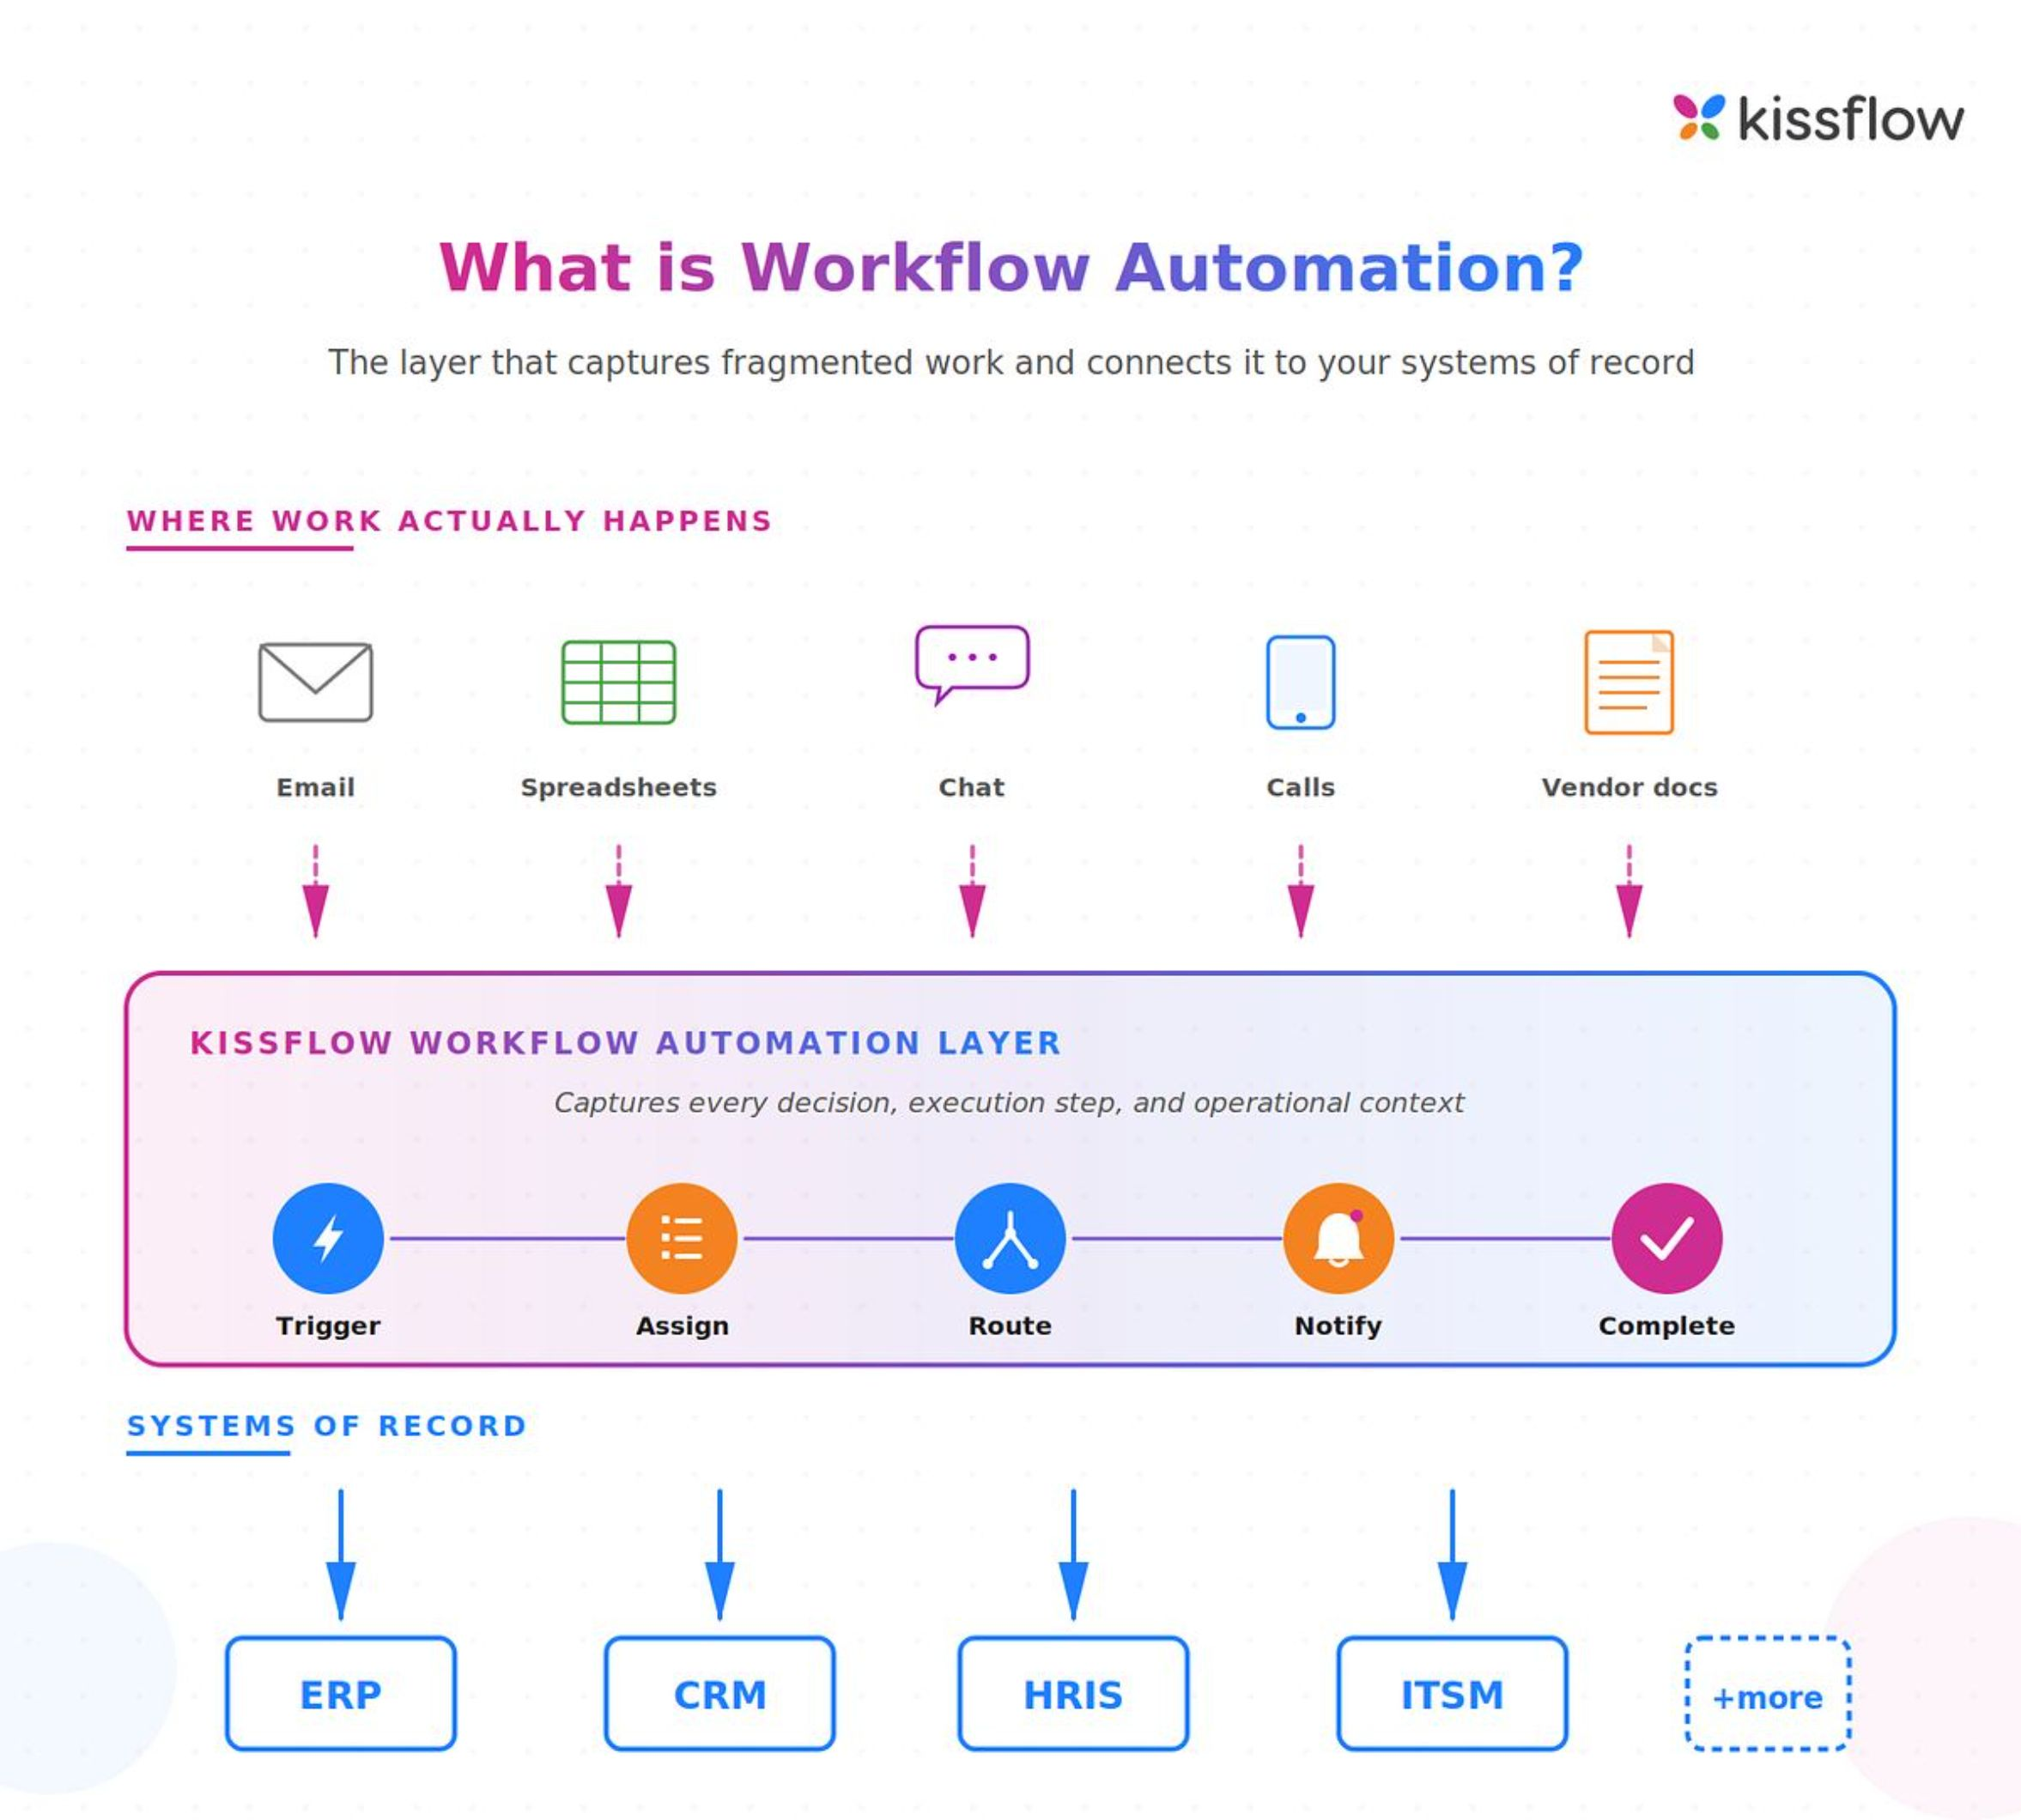 kissflow
What is Workflow Automation?
The layer that captures fragmented work and connects it to your systems of record
WHERE WORK ACTUALLY HAPPENS
Email
Spreadsheets
Chat
Calls
Vendor docs
KISSFLOW WORKFLOW AUTOMATION LAYER
Captures every decision, execution step, and operational context
Trigger
Assign
Route
Notify
Complete
SYSTEMS OF RECORD
ERP
CRM
HRIS
ITSM
+more